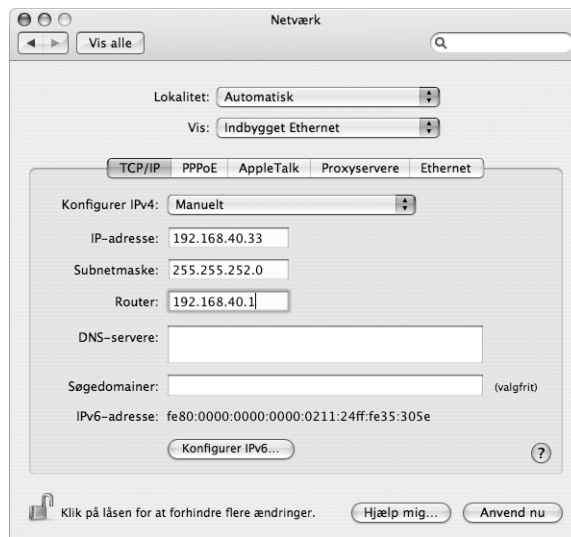 Netværk
Vis alle
Lokalitet: Automatisk
Vis: Indbygget Ethernet
TCP/IP PPPoE AppleTalk Proxyservere Ethernet
Konfigurer IPv4: Manuelt
IP-adresse: 192.168.40.33
Subnetmaske: 255.255.252.0
Router: 192.168.40.1
DNS-servere:
Søgedomainer: (valgfrit)
IPv6-adresse: fe80:0000:0000:0000:0211:24ff:fe35:305e
Konfigurer IPv6...
?
Klik på låsen for at forhindre flere ændringer. Hjælp mig... Anvend nu